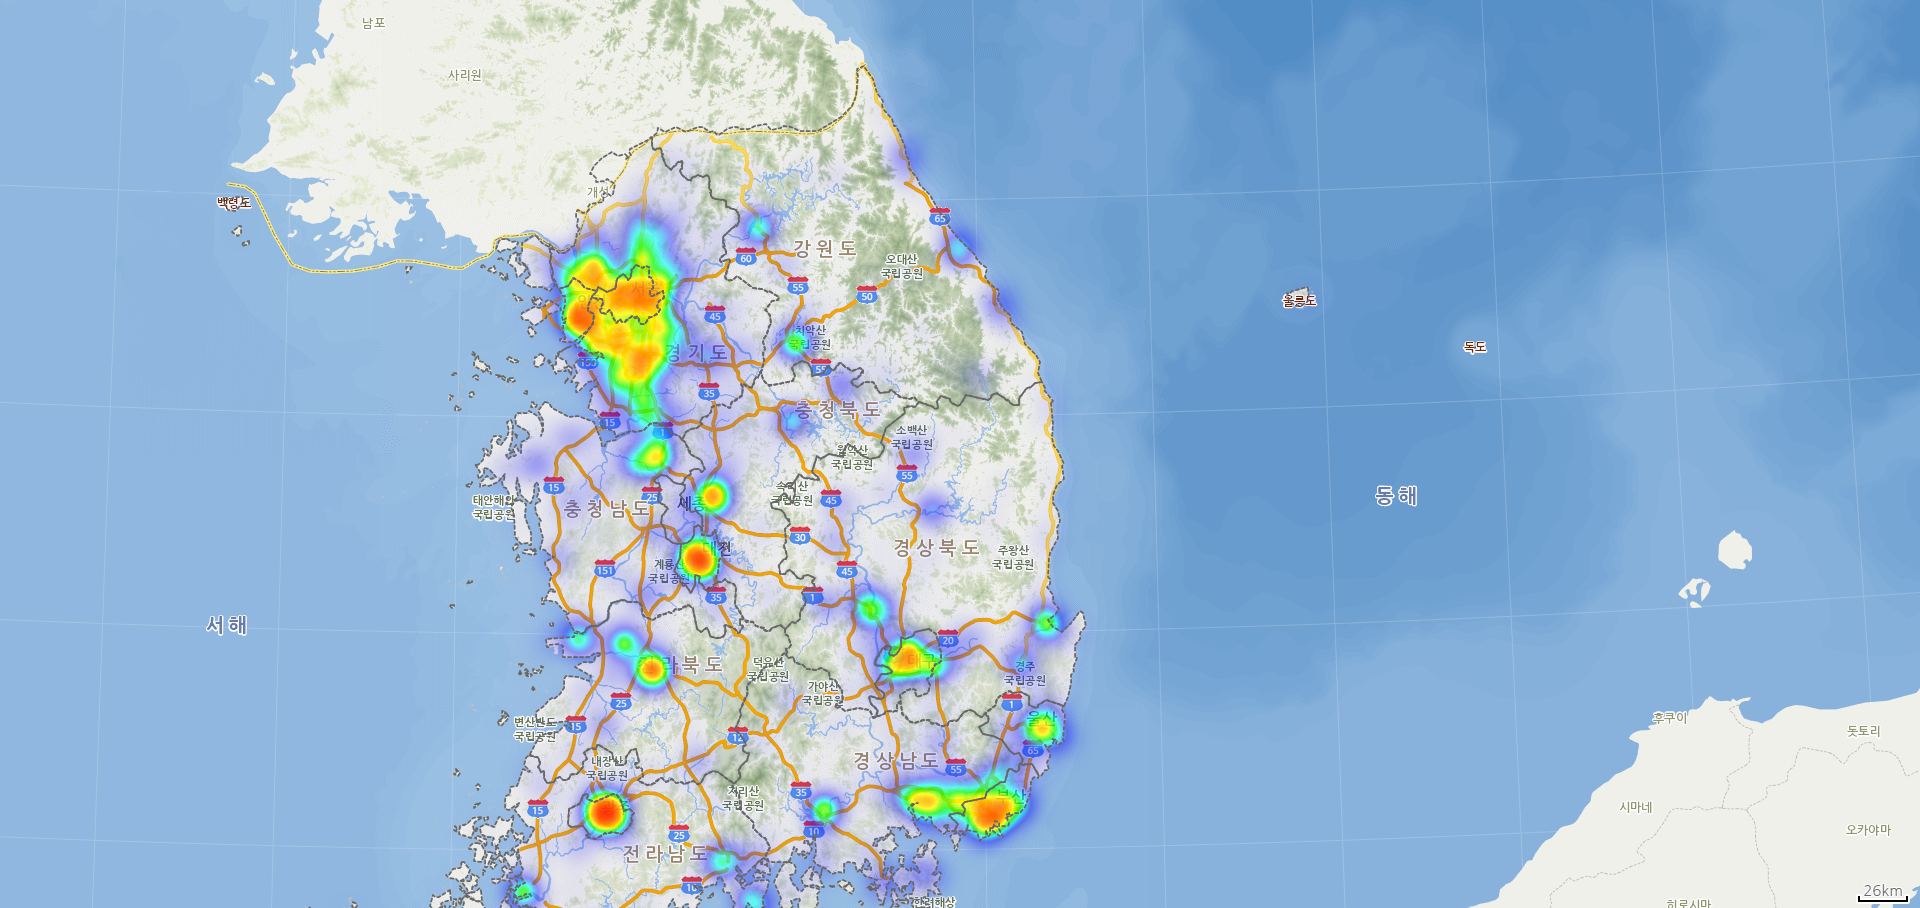 남포
사리원
개성
백령도
65
60
강원도
오대산
국립공원
55
50
울릉도
45
치악산
국립공원
독도
경기도
153
55
35
충청북도
15
1
소백산
국립공원
월악산
국립공원
55
15
25
속리산
국립공원
45
태안해안
국립공원
충청남도
세종
동해
30
대전
경상북도
주왕산
국립공원
151
계룡산
국립공원
45
35
1
서해
20
전라북도
덕유산
국립공원
대구
경주
국립공원
가야산
국립공원
25
1
변산반도
국립공원
15
울산
후쿠이
돗토리
12
65
내장산
국립공원
경상남도
55
지리산
국립공원
35
부산
15
시마네
10
25
오카야마
전라남도
10
26km
한려해상
히로시마